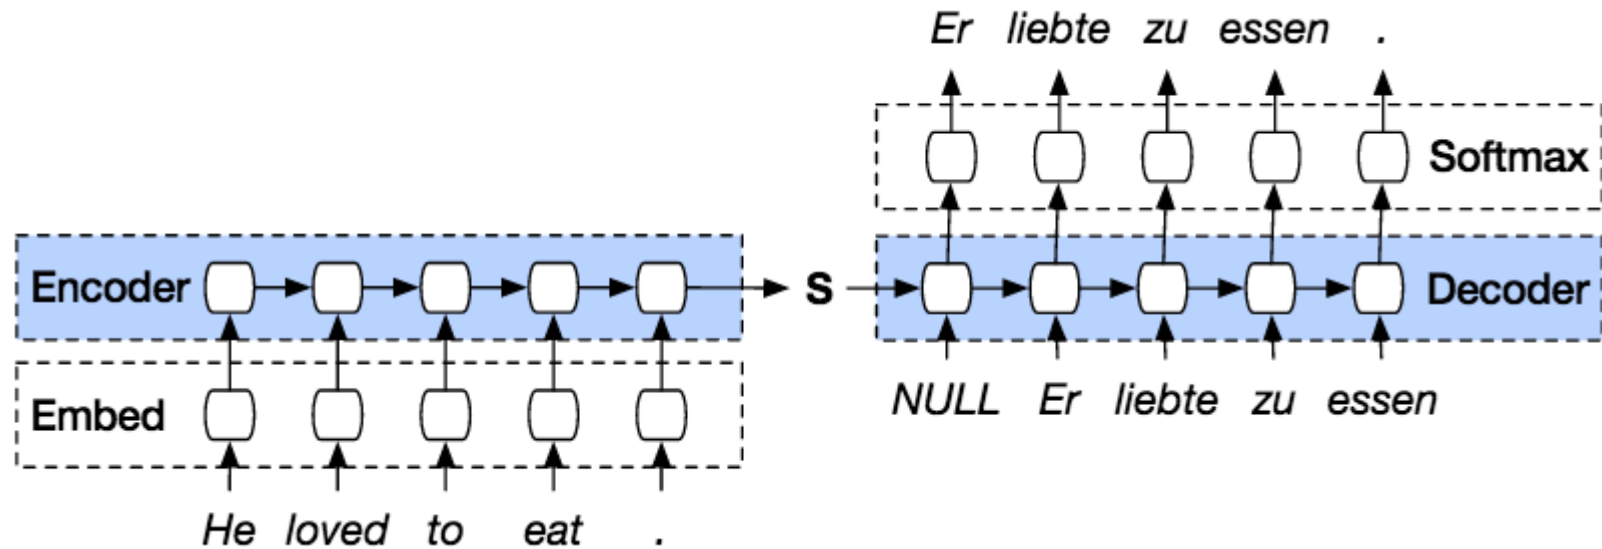 Er liebte zu essen .
Softmax
Encoder
S
Decoder
NULL Er liebte zu essen
Embed
He loved to eat .